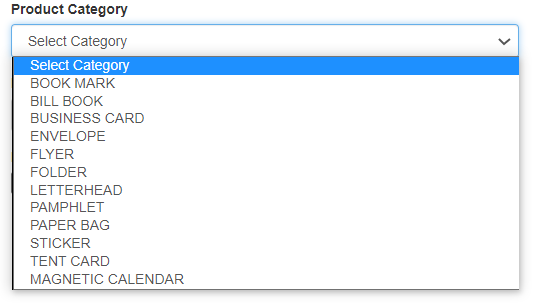 Product Category
Select Category
Select Category
BOOK MARK
BILL BOOK
BUSINESS CARD
ENVELOPE
FLYER
FOLDER
LETTERHEAD
PAMPHLET
PAPER BAG
STICKER
TENT CARD
MAGNETIC CALENDAR